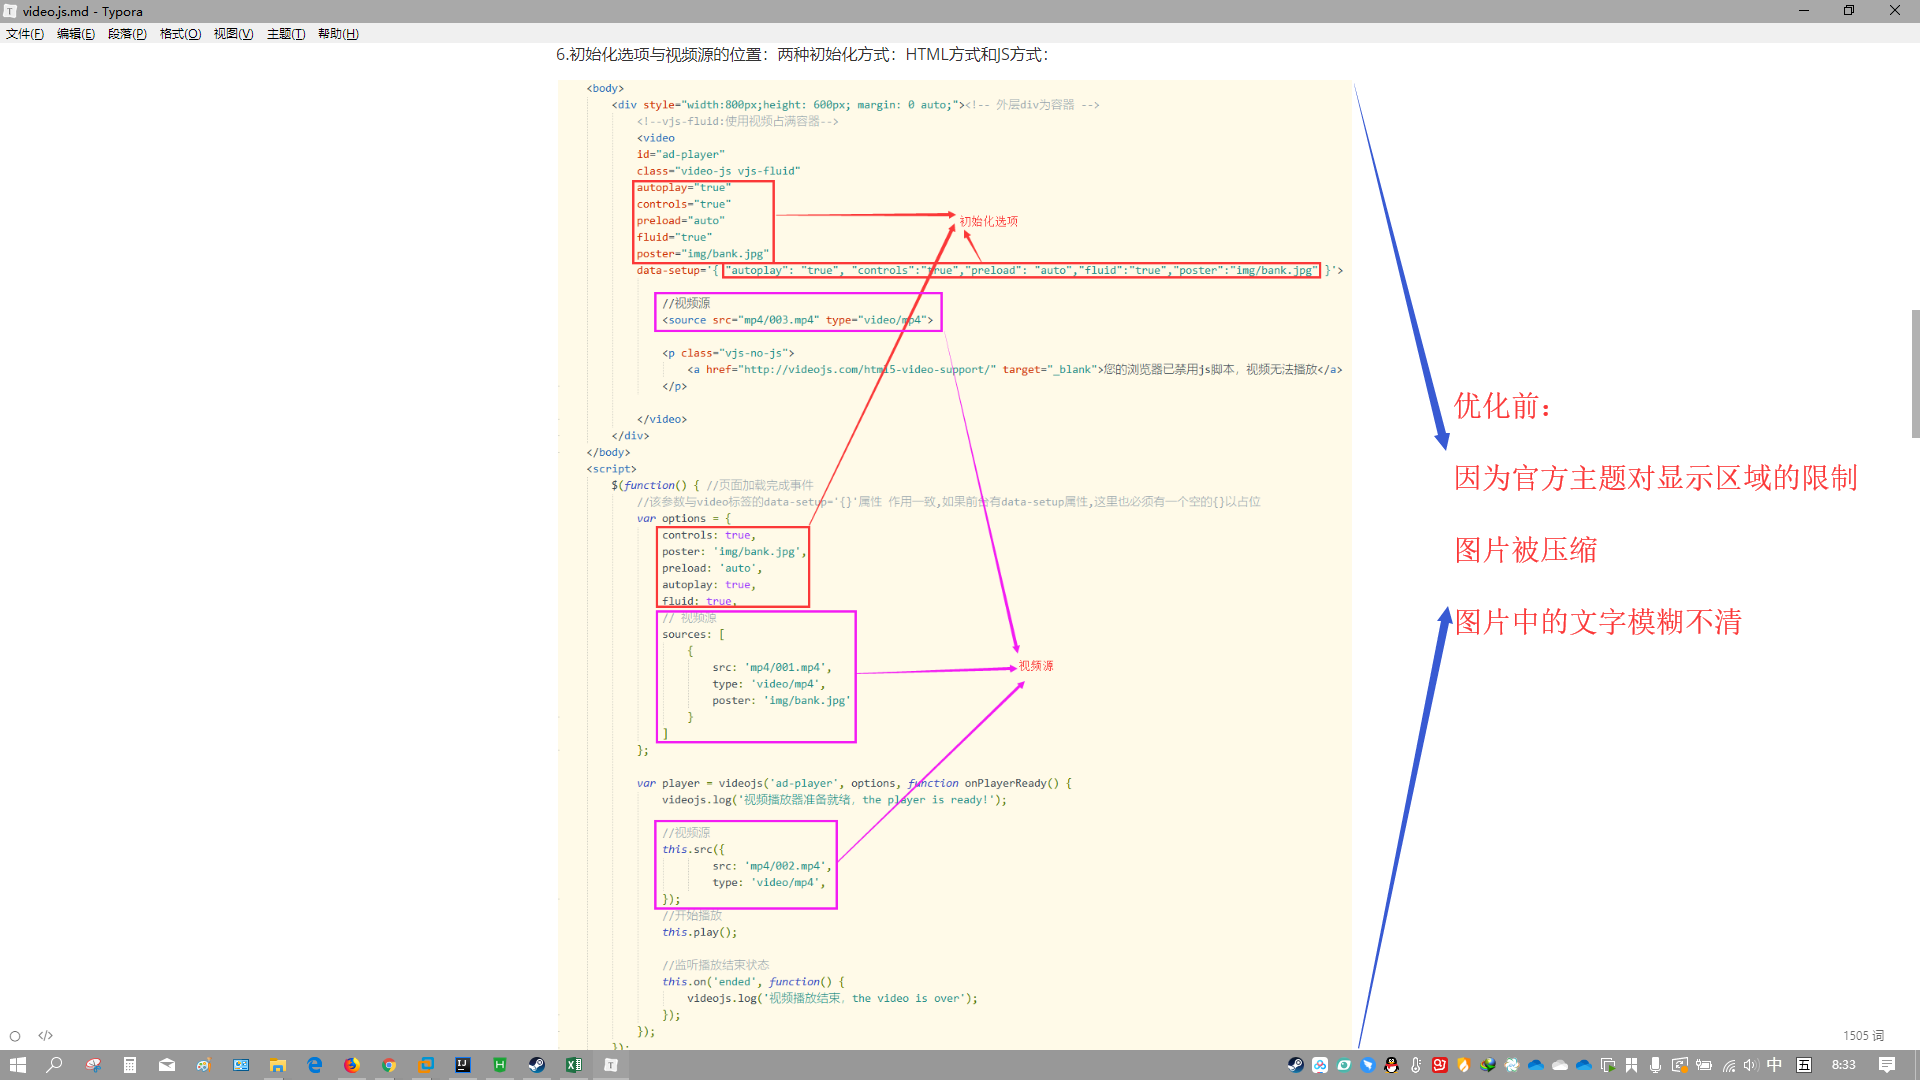 video.js.md - Typora
文件(F) 编辑(E) 段落(P) 格式(O) 视图(V) 主题(T) 帮助(H)
6.初始化选项与视频源的位置：两种初始化方式：HTML方式和JS方式：
<body>
<div style="width:800px;height: 600px; margin: 0 auto;"><!-- 外层div为容器 -->
<!--vjs-fluid:使用视频占满容器-->
<video
id="ad-player"
class="video-js vjs-fluid"
autoplay="true"
controls="true"
preload="auto"
fluid="true"
poster="img/bank.jpg"
初始化选项
data-setup='{ "autoplay": "true", "controls":"true","preload": "auto","fluid":"true","poster":"img/bank.jpg" }'>
//视频源
<source src="mp4/003.mp4" type="video/mp4">
<p class="vjs-no-js">
<a href="http://videojs.com/html5-video-support/" target="_blank">您的浏览器已禁用js脚本，视频无法播放</a>
</p>
</video>
</div>
</body>
<script>
$(function() { //页面加载完成事件
//该参数与video标签的data-setup='{}'属性 作用一致,如果前台有data-setup属性,这里也必须有一个空的{}以占位
var options = {
controls: true,
poster: 'img/bank.jpg',
preload: 'auto',
autoplay: true,
fluid: true,
// 视频源
sources: [
{
src: 'mp4/001.mp4',
type: 'video/mp4',
poster: 'img/bank.jpg'
}
]
};
视频源
var player = videojs('ad-player', options, function onPlayerReady() {
videojs.log('视频播放器准备就绪，the player is ready!');
//视频源
this.src({
src: 'mp4/002.mp4',
type: 'video/mp4',
});
//开始播放
this.play();
//监听播放结束状态
this.on('ended', function() {
videojs.log('视频播放结束，the video is over');
});
});
});
优化前：
因为官方主题对显示区域的限制
图片被压缩
图片中的文字模糊不清
1505 词
中 五 8:33